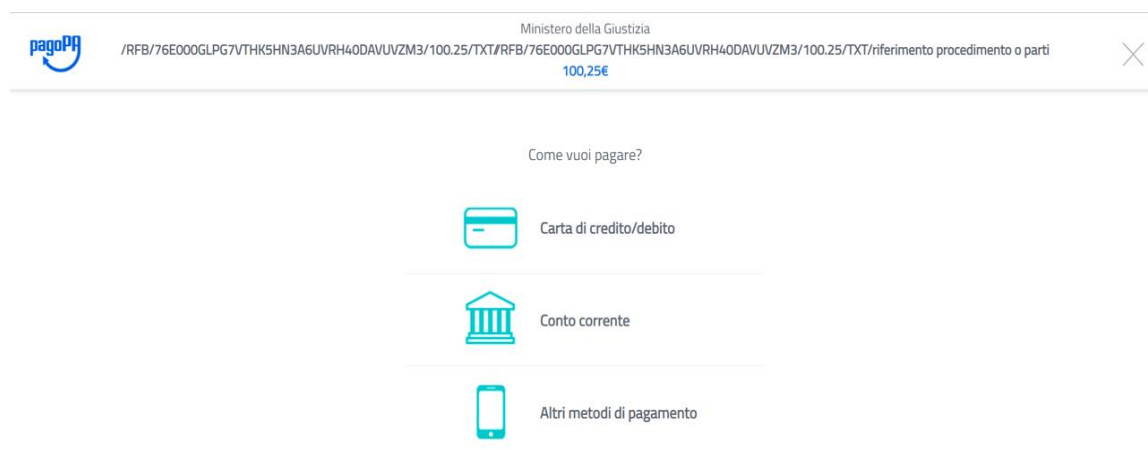 Ministero della Giustizia
pagoPA
/RFB/76E000GLPG7VTHK5HN3A6UVRH40DAVUVZM3/100.25/TXT//RFB/76E000GLPG7VTHK5HN3A6UVRH40DAVUVZM3/100.25/TXT/riferimento procedimento o parti
100,25€
Come vuoi pagare?
Carta di credito/debito
Conto corrente
Altri metodi di pagamento